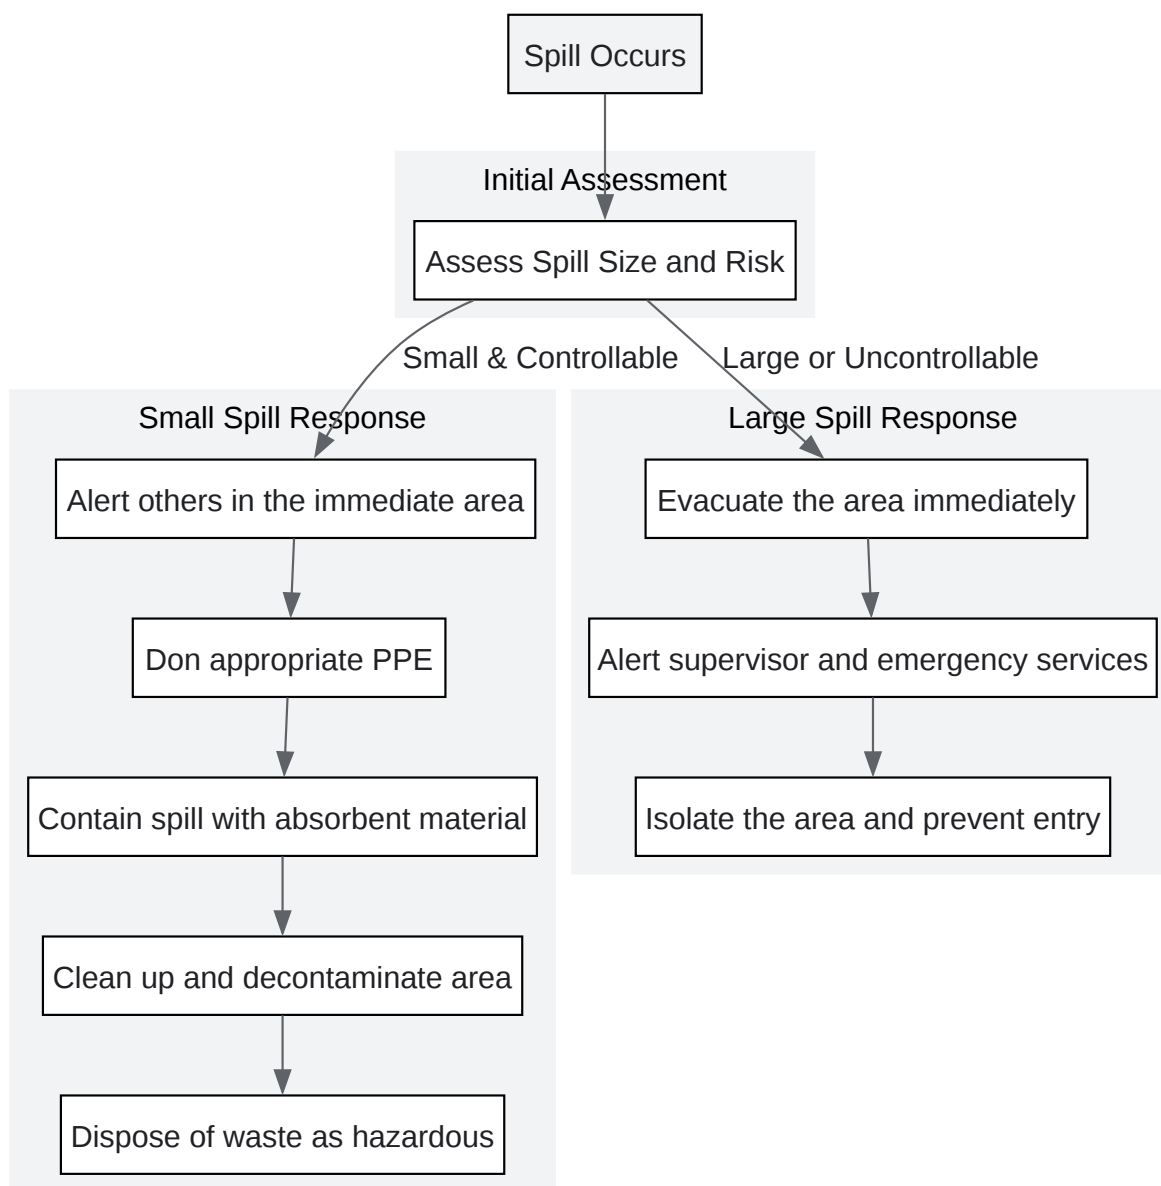 Spill Occurs
Initial Assessment
Assess Spill Size and Risk
Small & Controllable
Large or Uncontrollable
Small Spill Response
Alert others in the immediate area
Don appropriate PPE
Contain spill with absorbent material
Clean up and decontaminate area
Dispose of waste as hazardous
Large Spill Response
Evacuate the area immediately
Alert supervisor and emergency services
Isolate the area and prevent entry